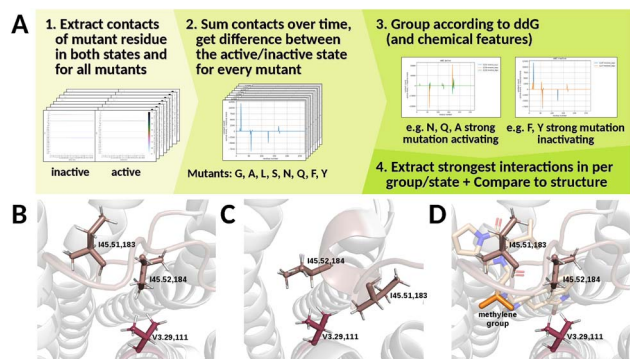 A
1. Extract contacts
of mutant residue
in both states and
for all mutants
inactive active
2. Sum contacts over time,
get difference between
the active/inactive state
for every mutant
Mutants: G, A, L, S, N, Q, F, Y
3. Group according to ddG
(and chemical features)
e.g. N, Q, A strong
mutation activating
e.g. F, Y strong mutation
inactivating
4. Extract strongest interactions in per
group/state + Compare to structure
B
I45.51,183
I45.52,184
V3.29,111
C
I45.52,184
I45.51,183
V3.29,111
D
I45.51,183
I45.52,184
methylene
group
V3.29,111